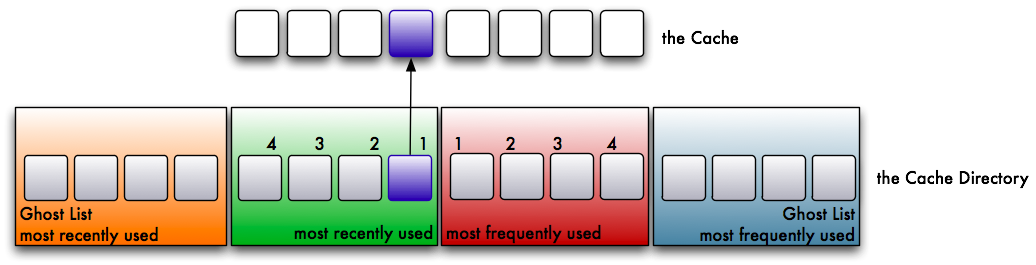 the Cache
4 3 2 1 1 2 3 4
the Cache Directory
Ghost List
most recently used
most recently used
most frequently used
Ghost List
most frequently used